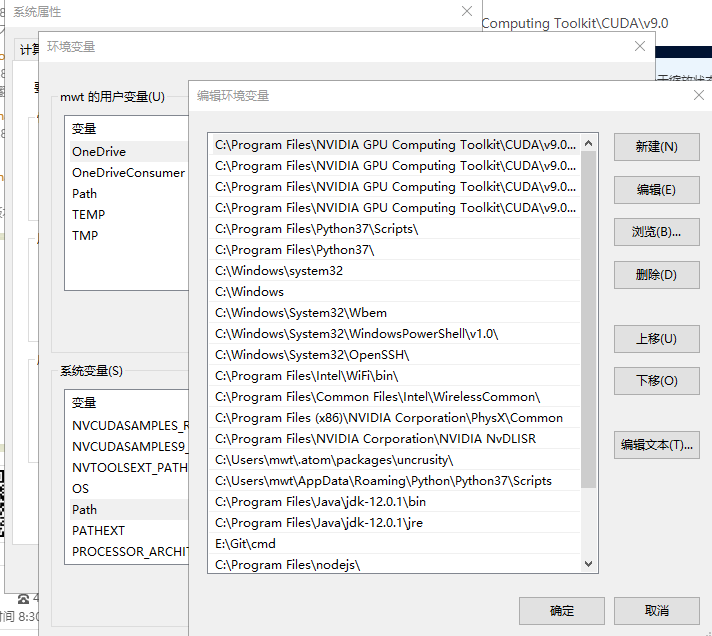 系统属性
Computing Toolkit\CUDA\v9.0
环境变量
mwt 的用户变量(U)
变量
OneDrive
OneDriveConsumer
Path
TEMP
TMP
系统变量(S)
变量
NVCUDASAMPLES_R
NVCUDASAMPLES9_
NVTOOLSEXT_PATH
OS
Path
PATHEXT
PROCESSOR_ARCHI
编辑环境变量
C:\Program Files\NVIDIA GPU Computing Toolkit\CUDA\v9.0...
C:\Program Files\NVIDIA GPU Computing Toolkit\CUDA\v9.0...
C:\Program Files\NVIDIA GPU Computing Toolkit\CUDA\v9.0...
C:\Program Files\NVIDIA GPU Computing Toolkit\CUDA\v9.0...
C:\Program Files\Python37\Scripts\
C:\Program Files\Python37\
C:\Windows\system32
C:\Windows
C:\Windows\System32\Wbem
C:\Windows\System32\WindowsPowerShell\v1.0\
C:\Windows\System32\OpenSSH\
C:\Program Files\Intel\WiFi\bin\
C:\Program Files\Common Files\Intel\WirelessCommon\
C:\Program Files (x86)\NVIDIA Corporation\PhysX\Common
C:\Program Files\NVIDIA Corporation\NVIDIA NvDLISR
C:\Users\mwt\.atom\packages\uncrusity\
C:\Users\mwt\AppData\Roaming\Python\Python37\Scripts
C:\Program Files\Java\jdk-12.0.1\bin
C:\Program Files\Java\jdk-12.0.1\jre
E:\Git\cmd
C:\Program Files\nodejs\
新建(N)
编辑(E)
浏览(B)...
删除(D)
上移(U)
下移(O)
编辑文本(T)...
确定
取消